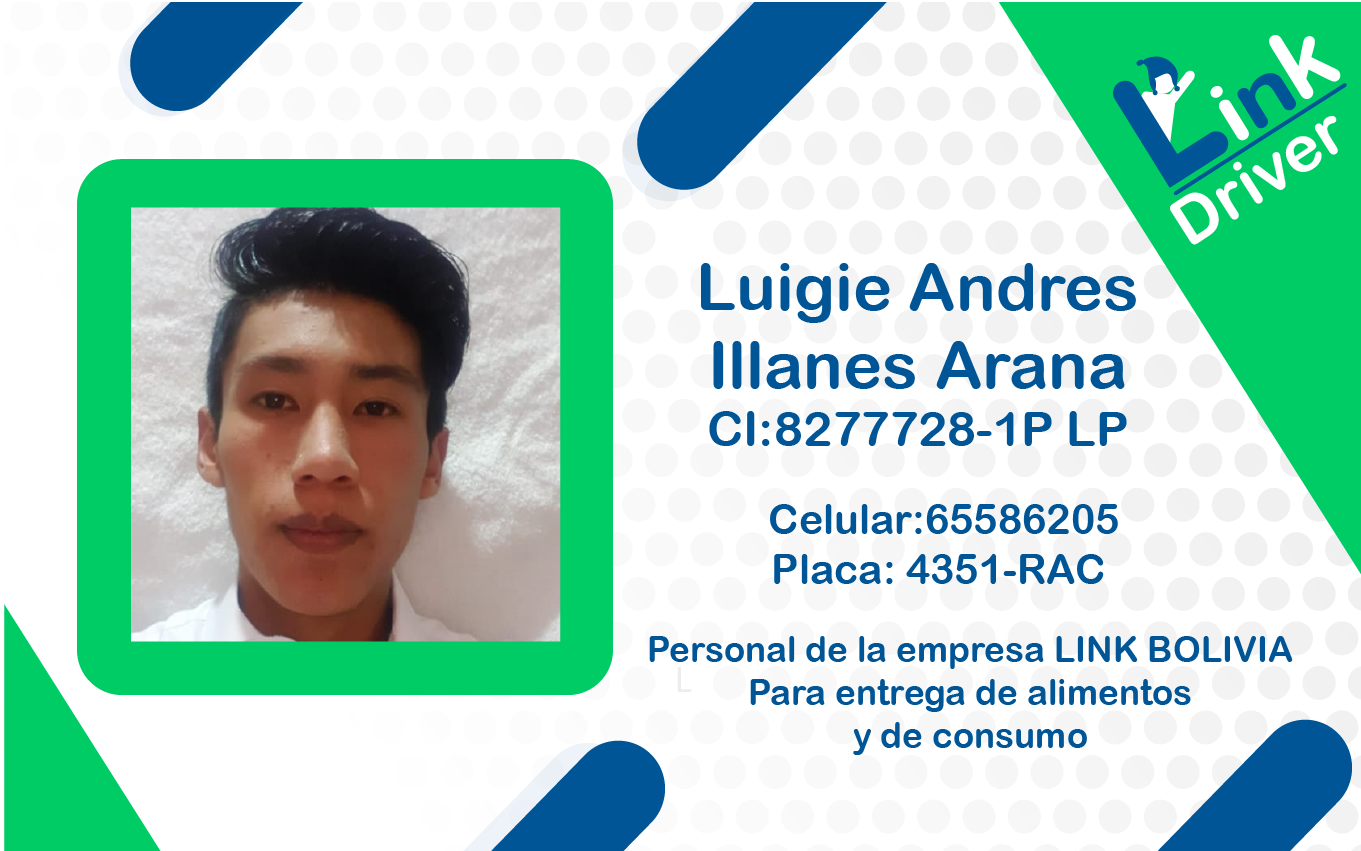 Link
Driver
Luigie Andres
Illanes Arana
CI:8277728-1P LP
Celular:65586205
Placa: 4351-RAC
Personal de la empresa LINK BOLIVIA
L
Para entrega de alimentos
y de consumo